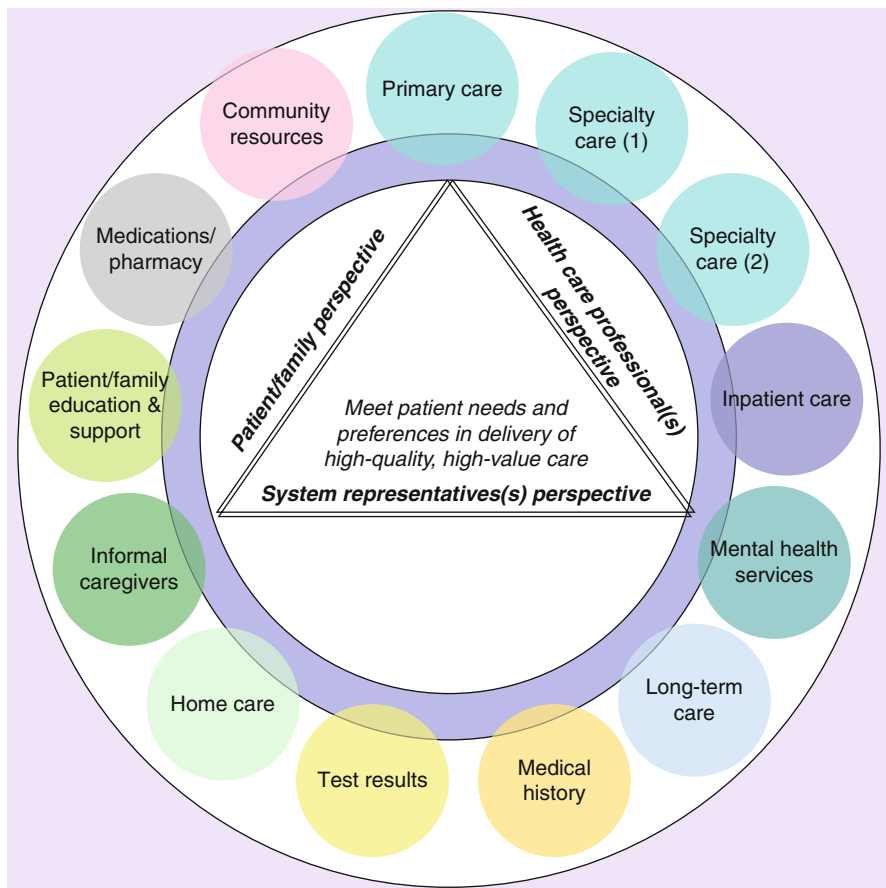 Primary care
Specialty
care (1)
Specialty
care (2)
Inpatient care
Mental health
services
Long-term
care
Medical
history
Test results
Home care
Informal
caregivers
Patient/family
education &
support
Medications/
pharmacy
Community
resources
Patient/family perspective
Health care professional(s)
perspective
Meet patient needs and
preferences in delivery of
high-quality, high-value care
System representatives(s) perspective